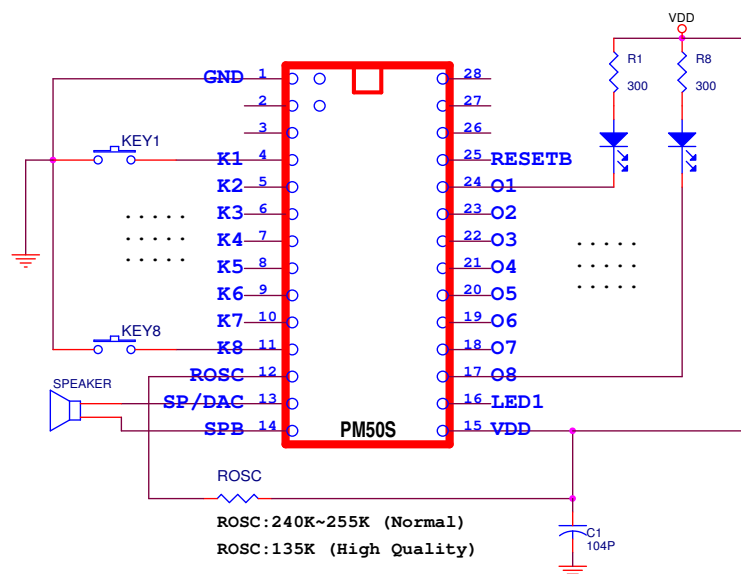 VDD
R1
R8
300
300
GND 1
2
3
KEY1
K1 4
K2 5
K3 6
K4 7
K5 8
K6 9
K7 10
KEY8
K8 11
ROSC 12
SPEAKER
SP/DAC 13
SPB 14
28
27
26
25 RESETB
24 O1
23 O2
22 O3
21 O4
20 O5
19 O6
18 O7
17 O8
16 LED1
15 VDD
PM50S
ROSC
ROSC:240K~255K (Normal)
ROSC:135K (High Quality)
C1
104P